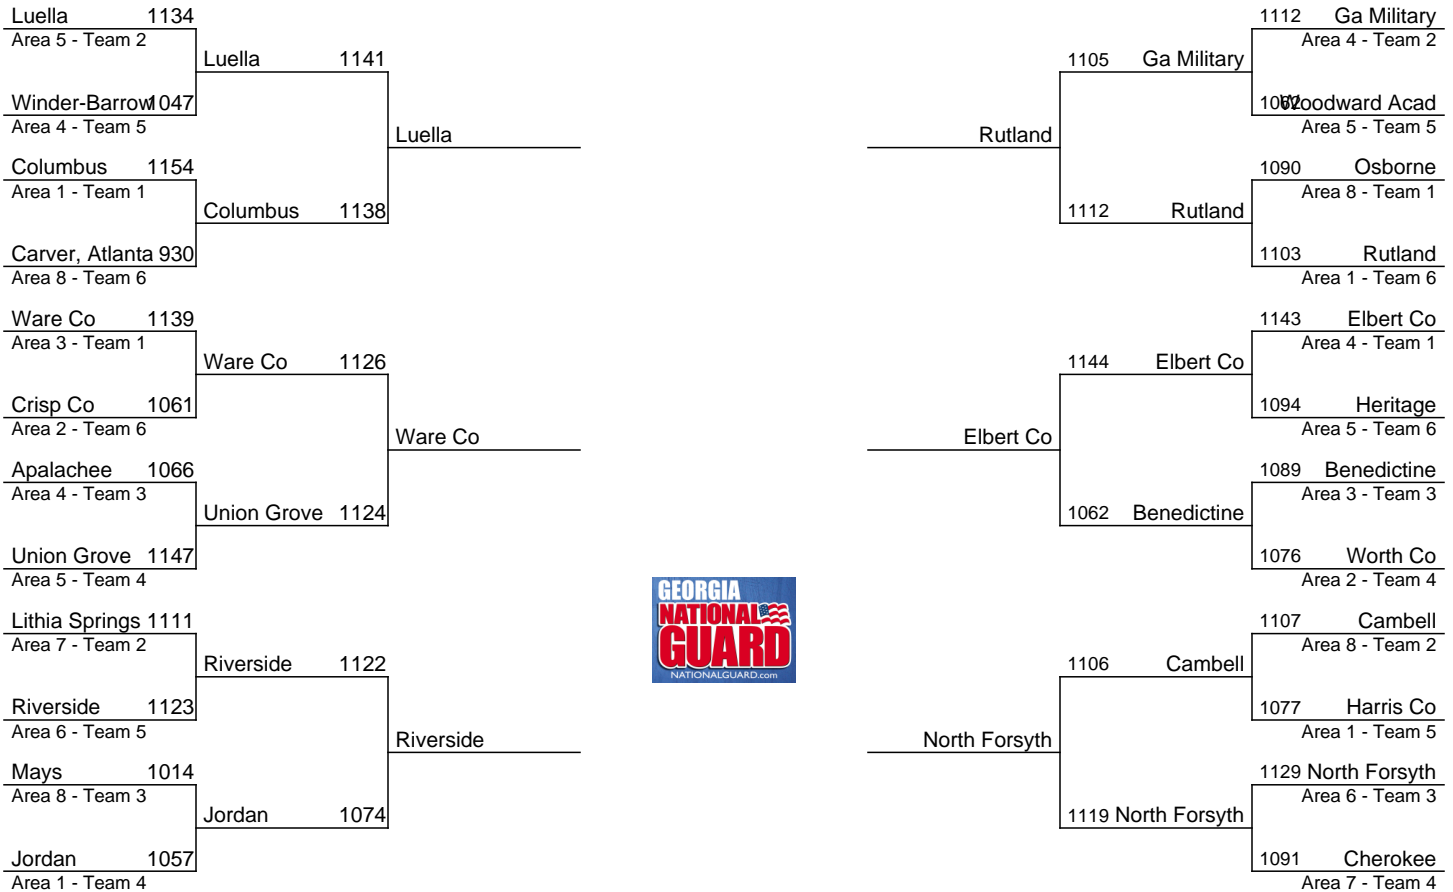 Luella 1134
Area 5 - Team 2
Luella 1141
Winder-Barrow 1047
Area 4 - Team 5
Luella
Columbus 1154
Area 1 - Team 1
Columbus 1138
Carver, Atlanta 930
Area 8 - Team 6
Ware Co 1139
Area 3 - Team 1
Ware Co 1126
Crisp Co 1061
Area 2 - Team 6
Ware Co
Apalachee 1066
Area 4 - Team 3
Union Grove 1124
Union Grove 1147
Area 5 - Team 4
Lithia Springs 1111
Area 7 - Team 2
Riverside 1122
Riverside 1123
Area 6 - Team 5
Riverside
Mays 1014
Area 8 - Team 3
Jordan 1074
Jordan 1057
Area 1 - Team 4
GEORGIA
NATIONAL
GUARD
NATIONALGUARD.com
1112 Ga Military
Area 4 - Team 2
1105 Ga Military
1062 Woodward Acad
Area 5 - Team 5
Rutland
1090 Osborne
Area 8 - Team 1
1112 Rutland
1103 Rutland
Area 1 - Team 6
1143 Elbert Co
Area 4 - Team 1
1144 Elbert Co
1094 Heritage
Area 5 - Team 6
Elbert Co
1089 Benedictine
Area 3 - Team 3
1062 Benedictine
1076 Worth Co
Area 2 - Team 4
1107 Cambell
Area 8 - Team 2
1106 Cambell
1077 Harris Co
Area 1 - Team 5
North Forsyth
1129 North Forsyth
Area 6 - Team 3
1119 North Forsyth
1091 Cherokee
Area 7 - Team 4